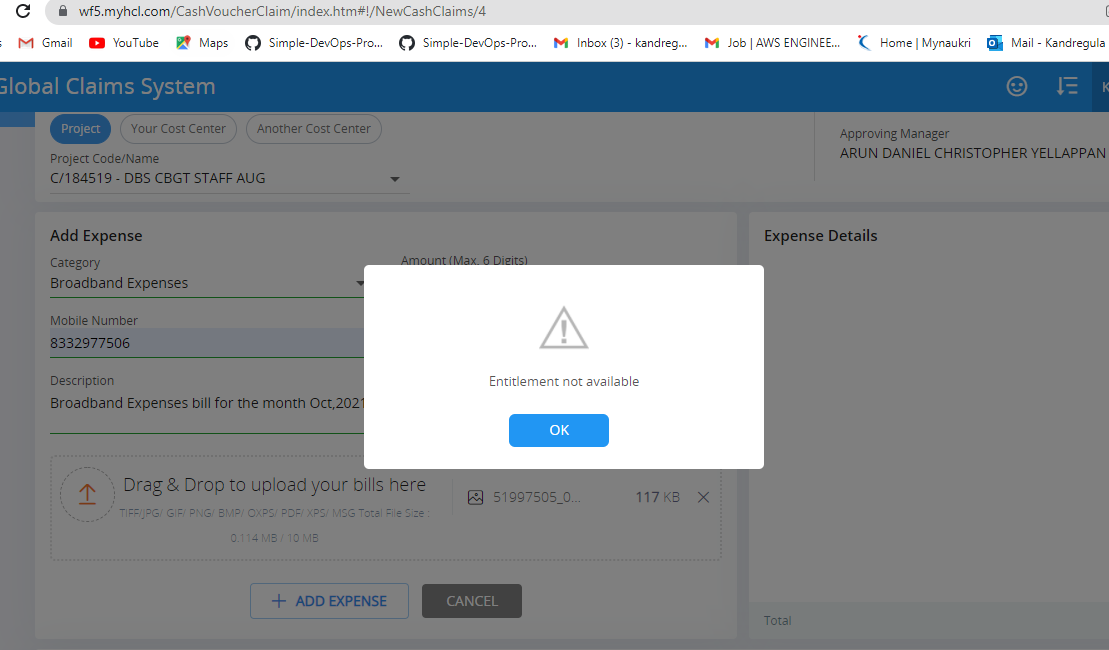 wf5.myhcl.com/CashVoucherClaim/index.htm#!/NewCashClaims/4
Gmail YouTube Maps Simple-DevOps-Pro... Simple-DevOps-Pro... Inbox (3) - kandreg... Job | AWS ENGINEE... Home | Mynaukri Mail - Kandregula
Global Claims System
K
Project Your Cost Center Another Cost Center
Project Code/Name
C/184519 - DBS CBGT STAFF AUG
Approving Manager
ARUN DANIEL CHRISTOPHER YELLAPPAN
Add Expense
Category
Broadband Expenses
Amount (Max. 6 Digits)
Mobile Number
8332977506
Description
Broadband Expenses bill for the month Oct,2021
Drag & Drop to upload your bills here
TIFF/JPG/ GIF/ PNG/ BMP/ OXPS/ PDF/ XPS/ MSG Total File Size :
0.114 MB / 10 MB
51997505_0... 117 KB
ADD EXPENSE CANCEL
Expense Details
Total
Entitlement not available
OK